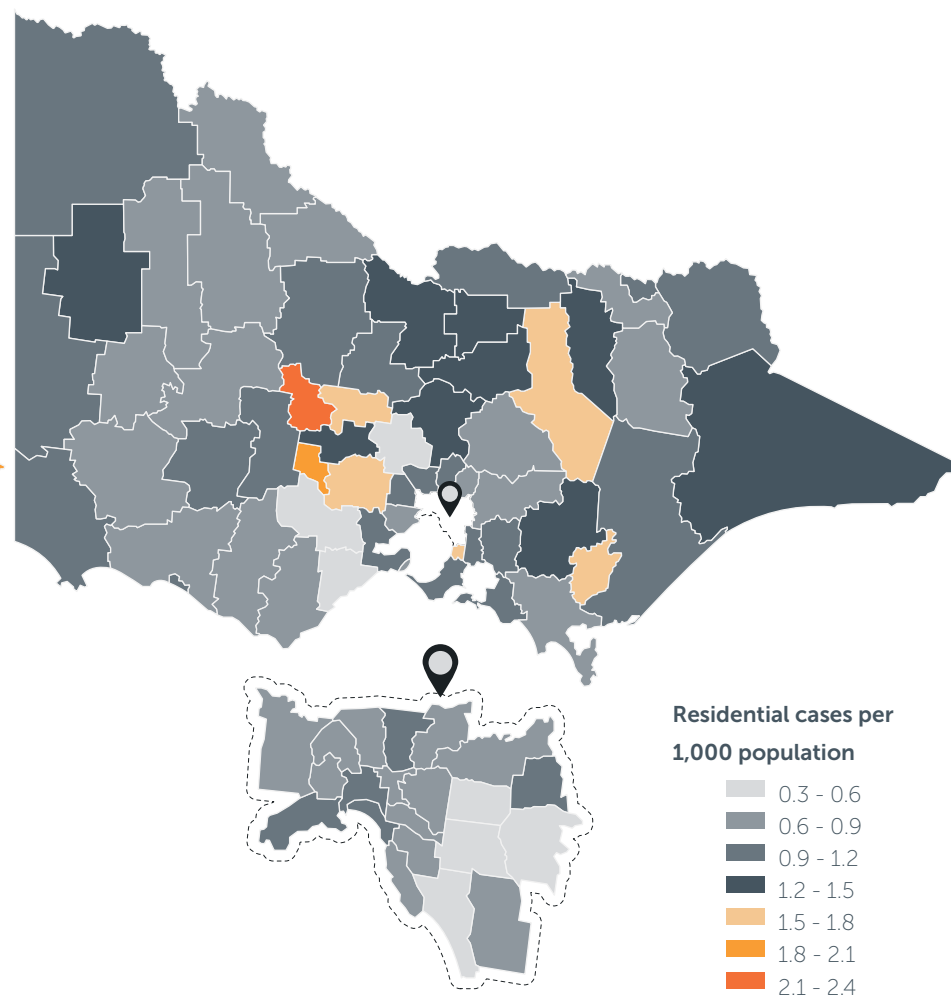 Residential cases per
1,000 population
0.3 - 0.6
0.6 - 0.9
0.9 - 1.2
1.2 - 1.5
1.5 - 1.8
1.8 - 2.1
2.1 - 2.4